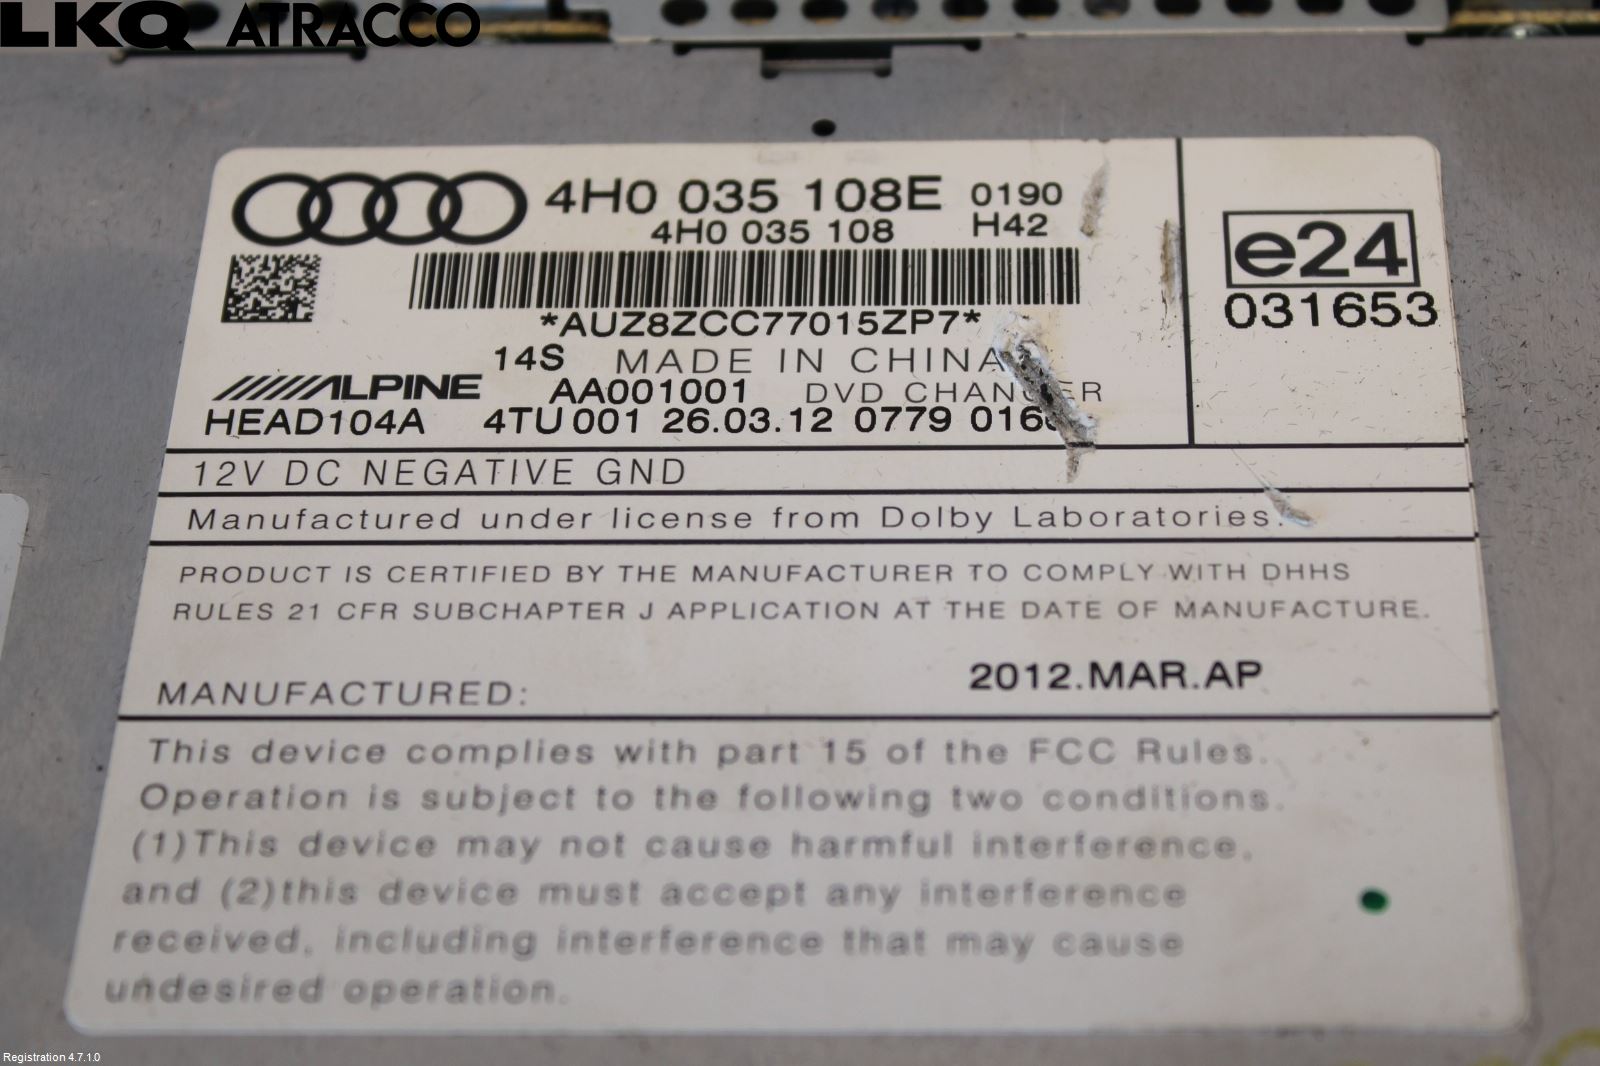 LKQ ATRACCO
4H0 035 108E 0190
4H0 035 108 H42
e24
031653
*AUZ8ZCC77015ZP7*
14S MADE IN CHINA
ALPINE AA001001 DVD CHANGER
HEAD104A 4TU001 26.03.12 0779
12V DC NEGATIVE GND
Manufactured under license from Dolby Laboratories.
PRODUCT IS CERTIFIED BY THE MANUFACTURER TO COMPLY WITH DHHS
RULES 21 CFR SUBCHAPTER J APPLICATION AT THE DATE OF MANUFACTURE.
2012.MAR.AP
MANUFACTURED:
This device complies with part 15 of the FCC Rules.
Operation is subject to the following two conditions.
(1)This device may not cause harmful interference,
and (2)this device must accept any interference
received, including interference that may cause
undesired operation.
Registration 4.7.1.0